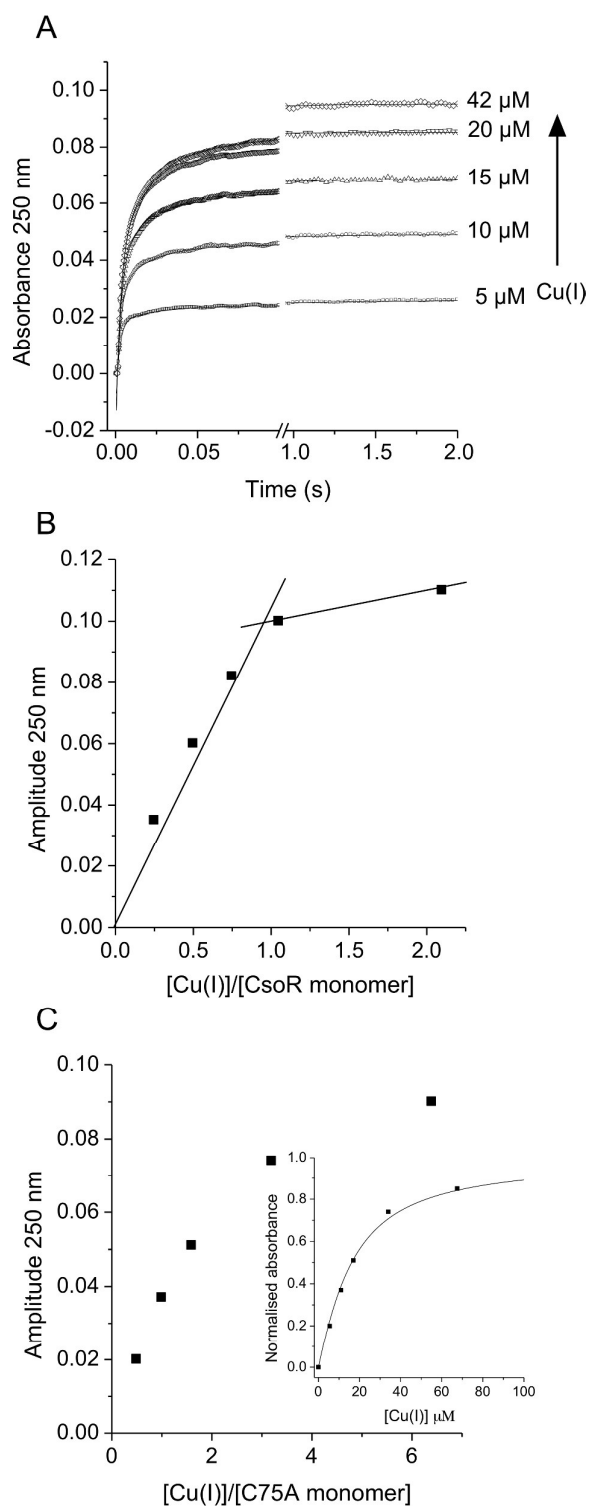 A
Absorbance 250 nm
0.10
0.08
0.06
0.04
0.02
0.00
-0.02
0.00
0.05
1.0
1.5
2.0
Time (s)
42 µM
20 µM
15 µM
10 µM
5 µM
Cu(I)
B
Amplitude 250 nm
0.12
0.10
0.08
0.06
0.04
0.02
0.00
0.0
0.5
1.0
1.5
2.0
[Cu(I)]/[CsoR monomer]
C
Amplitude 250 nm
0.10
0.08
0.06
0.04
0.02
0.00
0
2
4
6
[Cu(I)]/[C75A monomer]
Normalised absorbance
1.0
0.8
0.6
0.4
0.2
0.0
0
20
40
60
80
100
[Cu(I)] µM